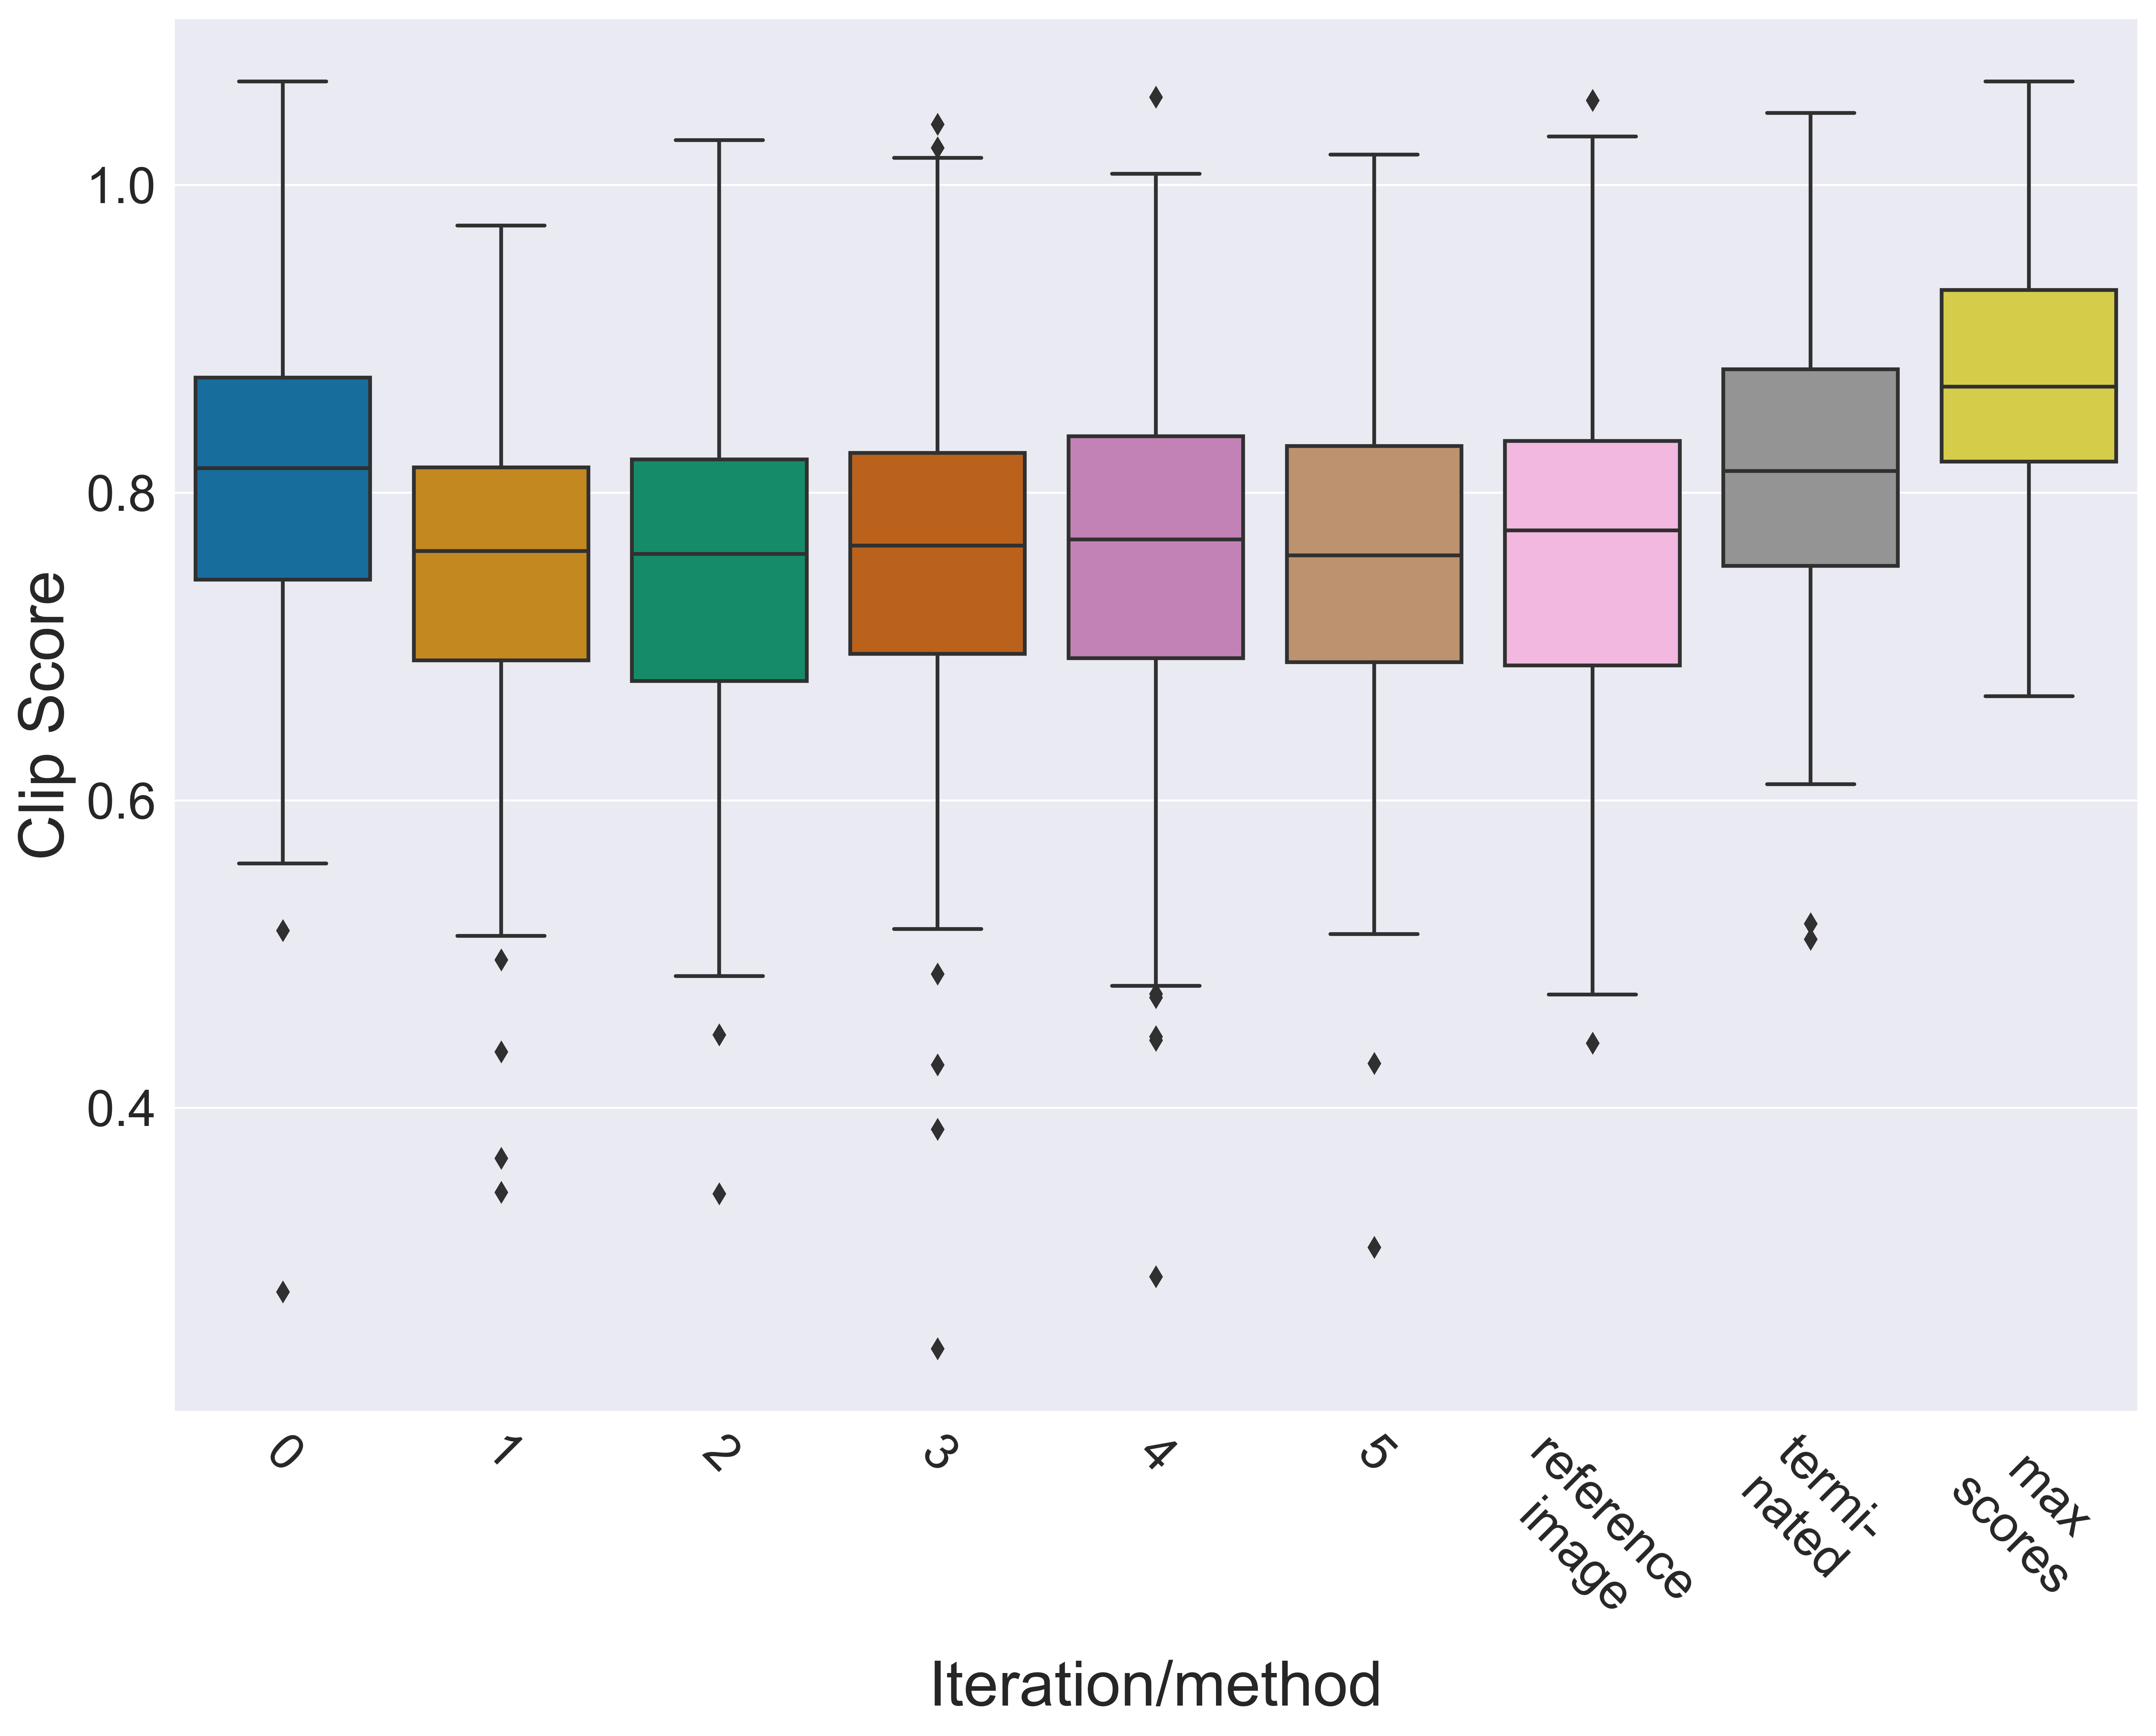 1.0
0.8
0.6
0.4
Clip Score
0
1
2
3
4
5
reference
image
termi-
nated
max
scores
Iteration/method